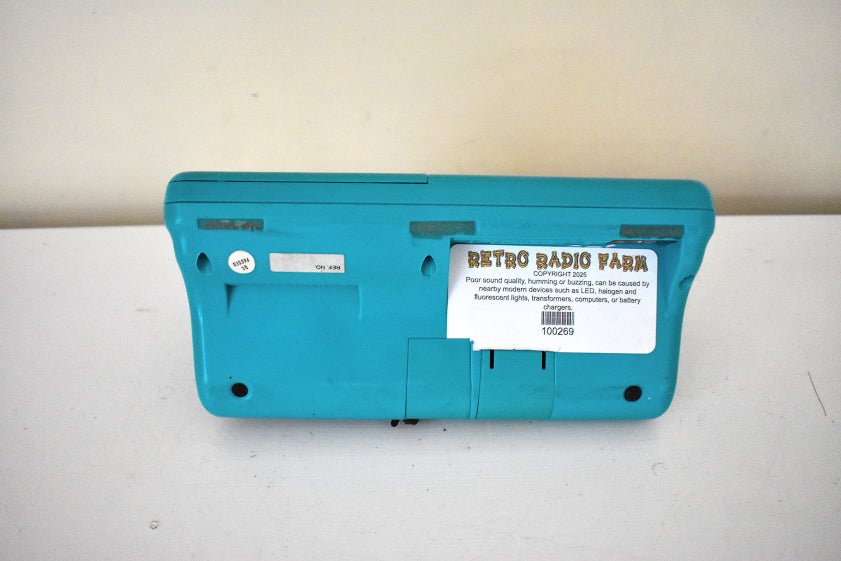 RETRO RADIO FARM
COPYRIGHT 2025
Poor sound quality, humming or buzzing, can be caused by
nearby modern devices such as LED, halogen and
fluorescent lights, transformers, computers, or battery
chargers.
100269
REF. NO.
PASSED